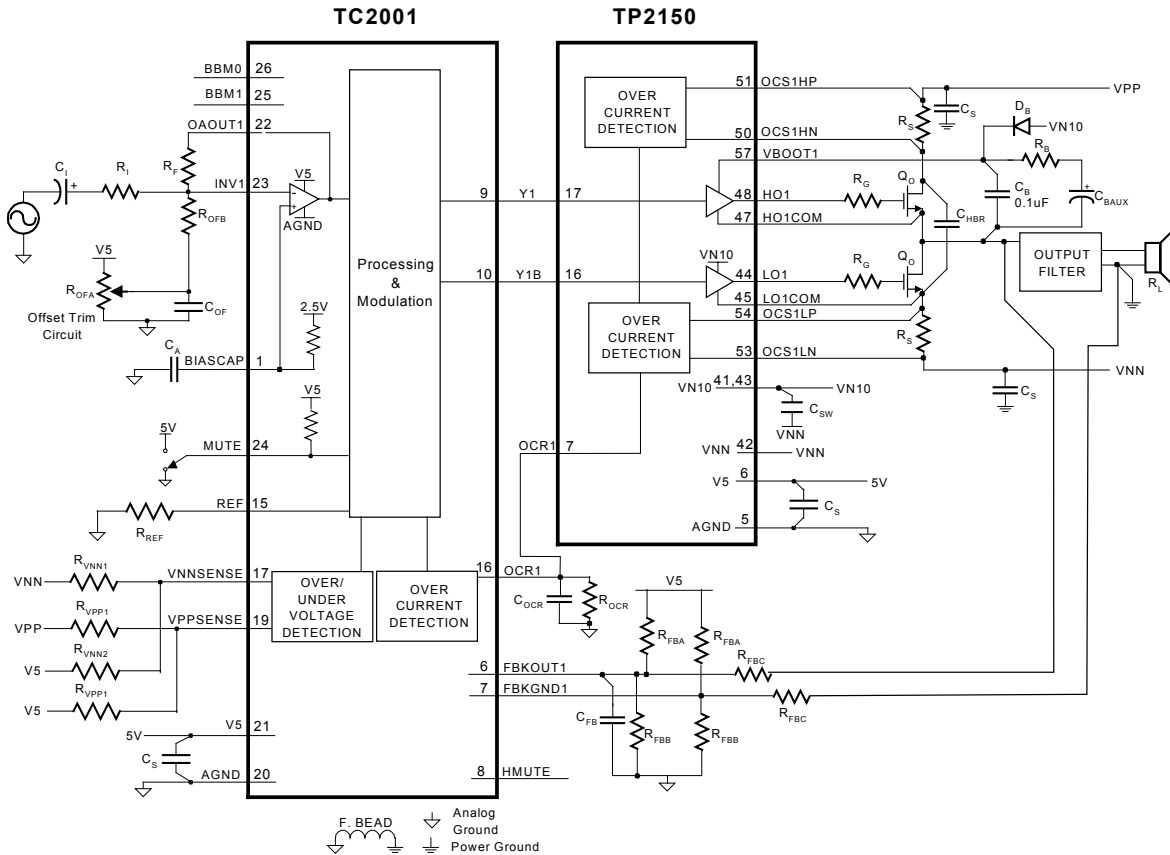 TC2001
TP2150
BBM0 26
BBM1 25
OAOUT1 22
C_I
R_I
R_F
INV1 23
R_OFB
V5
R_OFA
Offset Trim
Circuit
C_OF
V5
AGND
2.5V
C_A
BIASCAP 1
V5
5V
MUTE 24
REF 15
R_REF
Processing
&
Modulation
VNN
R_VNN1
VNNSENSE 17
VPP
R_VPP1
VPPSENSE 19
V5
R_VNN2
V5
R_VPP1
OVER/
UNDER
VOLTAGE
DETECTION
OVER
CURRENT
DETECTION
5V
V5 21
C_S
AGND 20
9 Y1 17
10 Y1B 16
OCR1 7
16 OCR1
C_OCR
R_OCR
6 FBKOUT1
7 FBKGND1
8 HMUTE
V5
R_FBA
R_FBA
R_FBC
R_FBC
C_FB
R_FBB
R_FBB
OVER
CURRENT
DETECTION
OVER
CURRENT
DETECTION
VN10
51 OCS1HP
50 OCS1HN
57 VBOOT1
48 HO1
47 HO1COM
44 LO1
45 LO1COM
54 OCS1LP
53 OCS1LN
VN10 41,43
VN10
C_SW
VNN
VNN 42
VNN
V5 6
5V
C_S
AGND 5
VPP
C_S
R_S
D_B
VN10
R_B
C_B
0.1uF
C_BAUX
R_G
Q_O
C_HBR
R_G
Q_O
R_S
OUTPUT
FILTER
R_L
VNN
C_S
F. BEAD
Analog
Ground
Power Ground